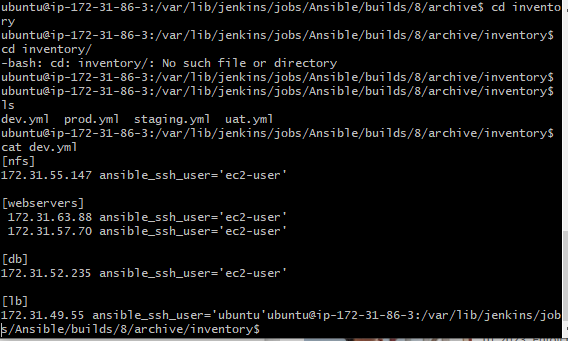 ubuntu@ip-172-31-86-3:/var/lib/jenkins/jobs/Ansible/builds/8/archive$ cd invento
ry
ubuntu@ip-172-31-86-3:/var/lib/jenkins/jobs/Ansible/builds/8/archive/inventory$
cd inventory/
-bash: cd: inventory/: No such file or directory
ubuntu@ip-172-31-86-3:/var/lib/jenkins/jobs/Ansible/builds/8/archive/inventory$
ubuntu@ip-172-31-86-3:/var/lib/jenkins/jobs/Ansible/builds/8/archive/inventory$
ls
dev.yml  prod.yml  staging.yml  uat.yml
ubuntu@ip-172-31-86-3:/var/lib/jenkins/jobs/Ansible/builds/8/archive/inventory$
cat dev.yml
[nfs]
172.31.55.147 ansible_ssh_user='ec2-user'

[webservers]
 172.31.63.88 ansible_ssh_user='ec2-user'
 172.31.57.70 ansible_ssh_user='ec2-user'

[db]
172.31.52.235 ansible_ssh_user='ec2-user'

[lb]
172.31.49.55 ansible_ssh_user='ubuntu'ubuntu@ip-172-31-86-3:/var/lib/jenkins/job
s/Ansible/builds/8/archive/inventory$